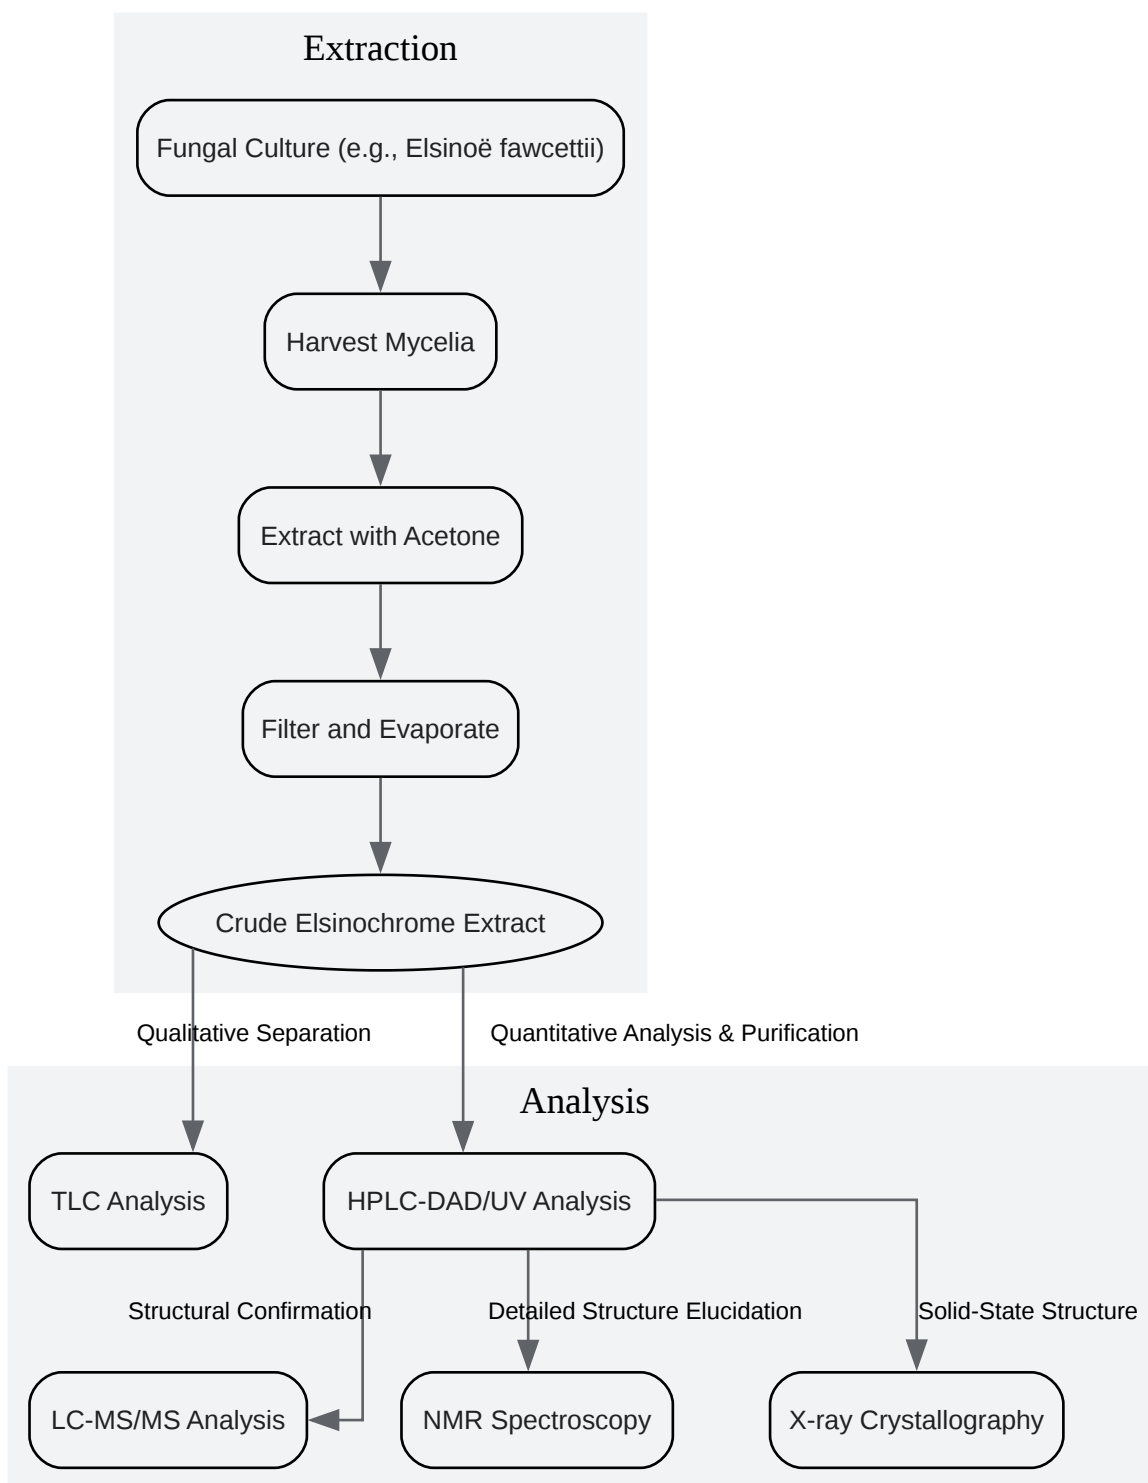 Extraction
Fungal Culture (e.g., Elsinoë fawcettii)
Harvest Mycelia
Extract with Acetone
Filter and Evaporate
Crude Elsinochrome Extract
Qualitative Separation
Quantitative Analysis & Purification
Analysis
TLC Analysis
HPLC-DAD/UV Analysis
Structural Confirmation
Detailed Structure Elucidation
Solid-State Structure
LC-MS/MS Analysis
NMR Spectroscopy
X-ray Crystallography